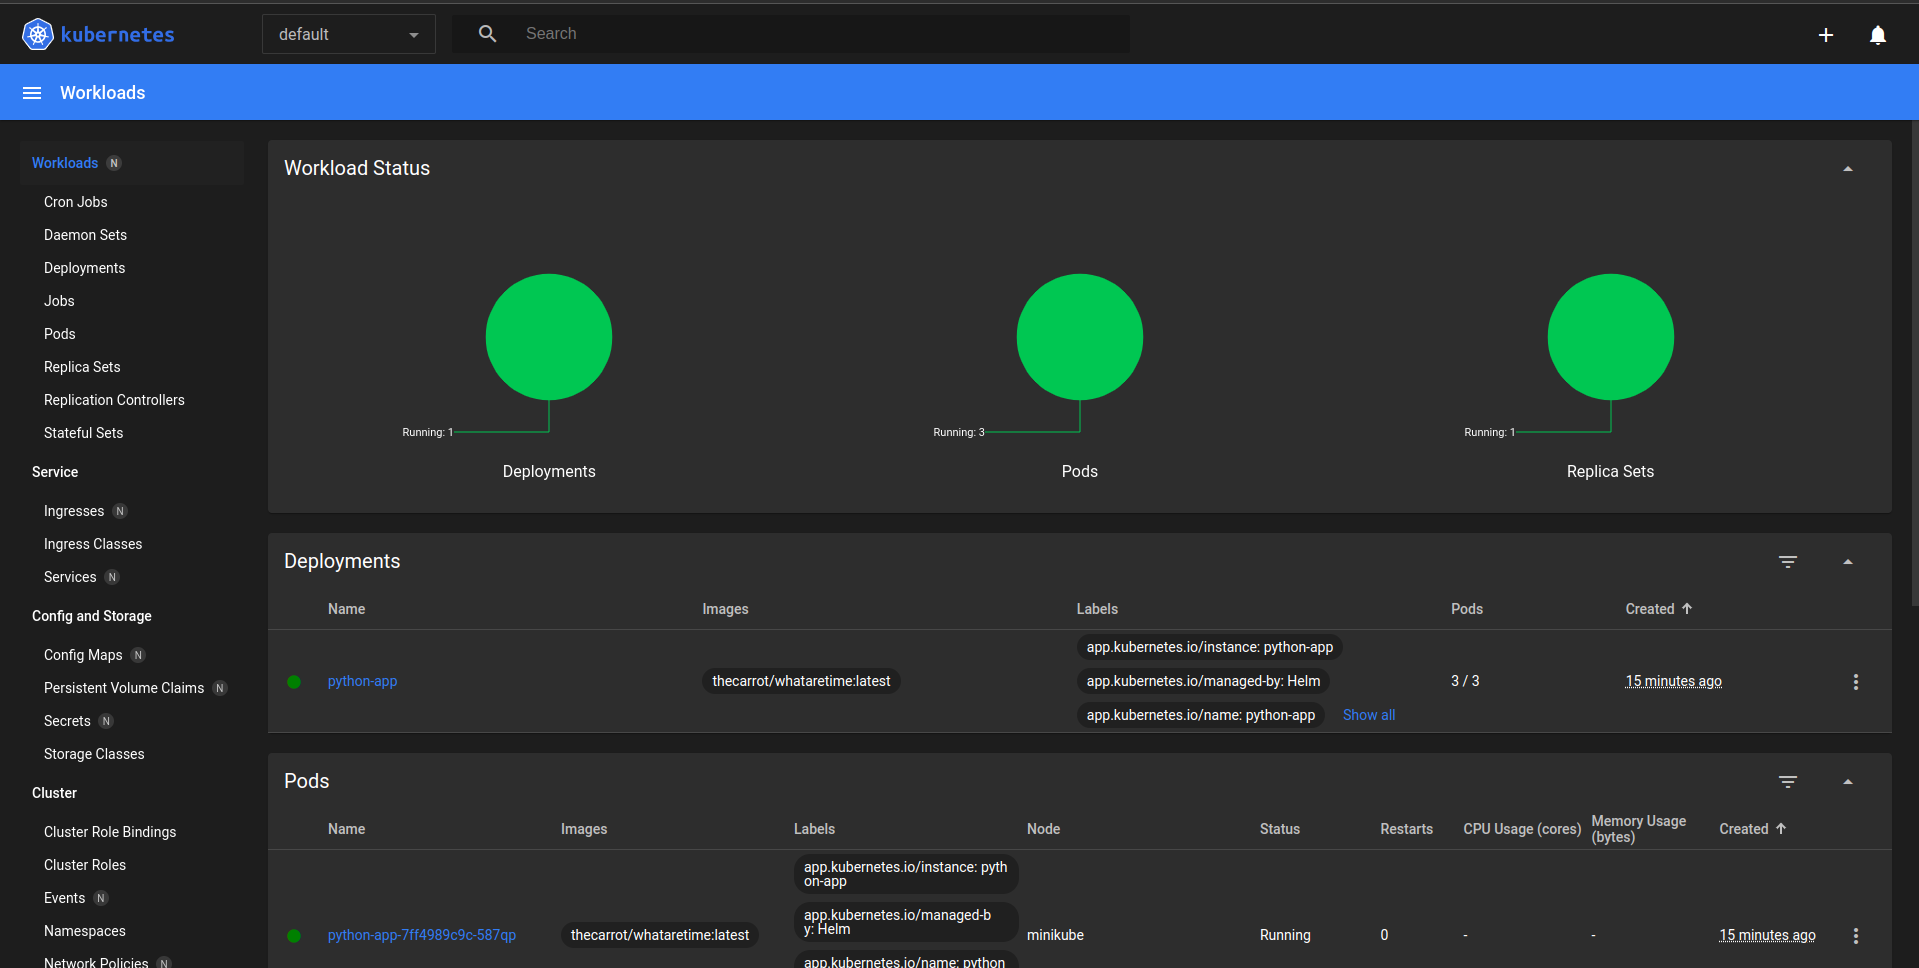 kubernetes
default
Search
Workloads
Workloads N
Cron Jobs
Daemon Sets
Deployments
Jobs
Pods
Replica Sets
Replication Controllers
Stateful Sets
Service
Ingresses N
Ingress Classes
Services N
Config and Storage
Config Maps N
Persistent Volume Claims N
Secrets N
Storage Classes
Cluster
Cluster Role Bindings
Cluster Roles
Events N
Namespaces
Network Policies N
Workload Status
Running: 1
Deployments
Running: 3
Pods
Running: 1
Replica Sets
Deployments
Name Images Labels Pods Created
python-app
thecarrot/whataretime:latest
app.kubernetes.io/instance: python-app
app.kubernetes.io/managed-by: Helm
app.kubernetes.io/name: python-app Show all
3 / 3
15 minutes ago
Pods
Name Images Labels Node Status Restarts CPU Usage (cores) Memory Usage
(bytes) Created
python-app-7ff4989c9c-587qp
thecarrot/whataretime:latest
app.kubernetes.io/instance: pyth
on-app
app.kubernetes.io/managed-b
y: Helm
app.kubernetes.io/name: python
minikube
Running
0
-
-
15 minutes ago